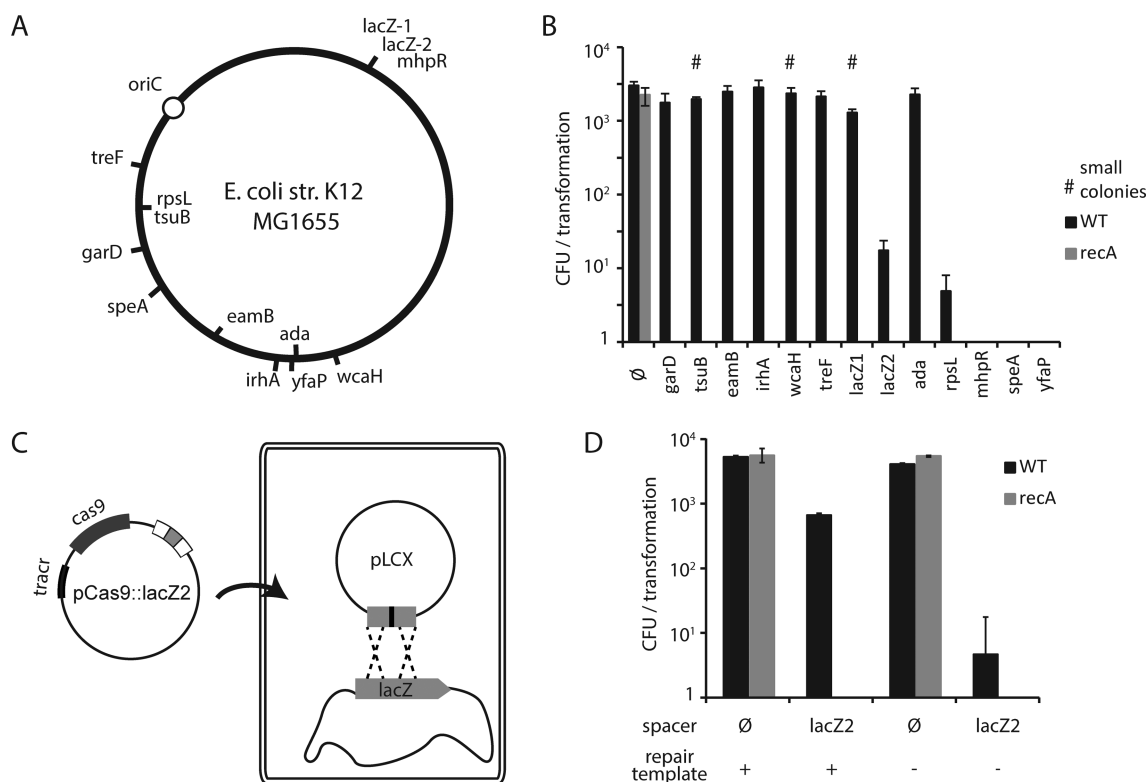 A
lacZ-1
lacZ-2
mhpR
oriC
treF
rpsL
tsuB
garD
speA
eamB
ada
irhA
yfaP
wcaH
E. coli str. K12
MG1655
B
10⁴
10³
10²
10¹
1
CFU / transformation
# # #
small
# colonies
WT
recA
Ø garD tsuB eamB irhA wcaH treF lacZ1 lacZ2 ada rpsL mhpR speA yfaP
C
cas9
tracr
pCas9::lacZ2
pLCX
lacZ
D
10⁴
10³
10²
10¹
1
CFU / transformation
WT
recA
spacer Ø lacZ2 Ø lacZ2
repair
template + + - -